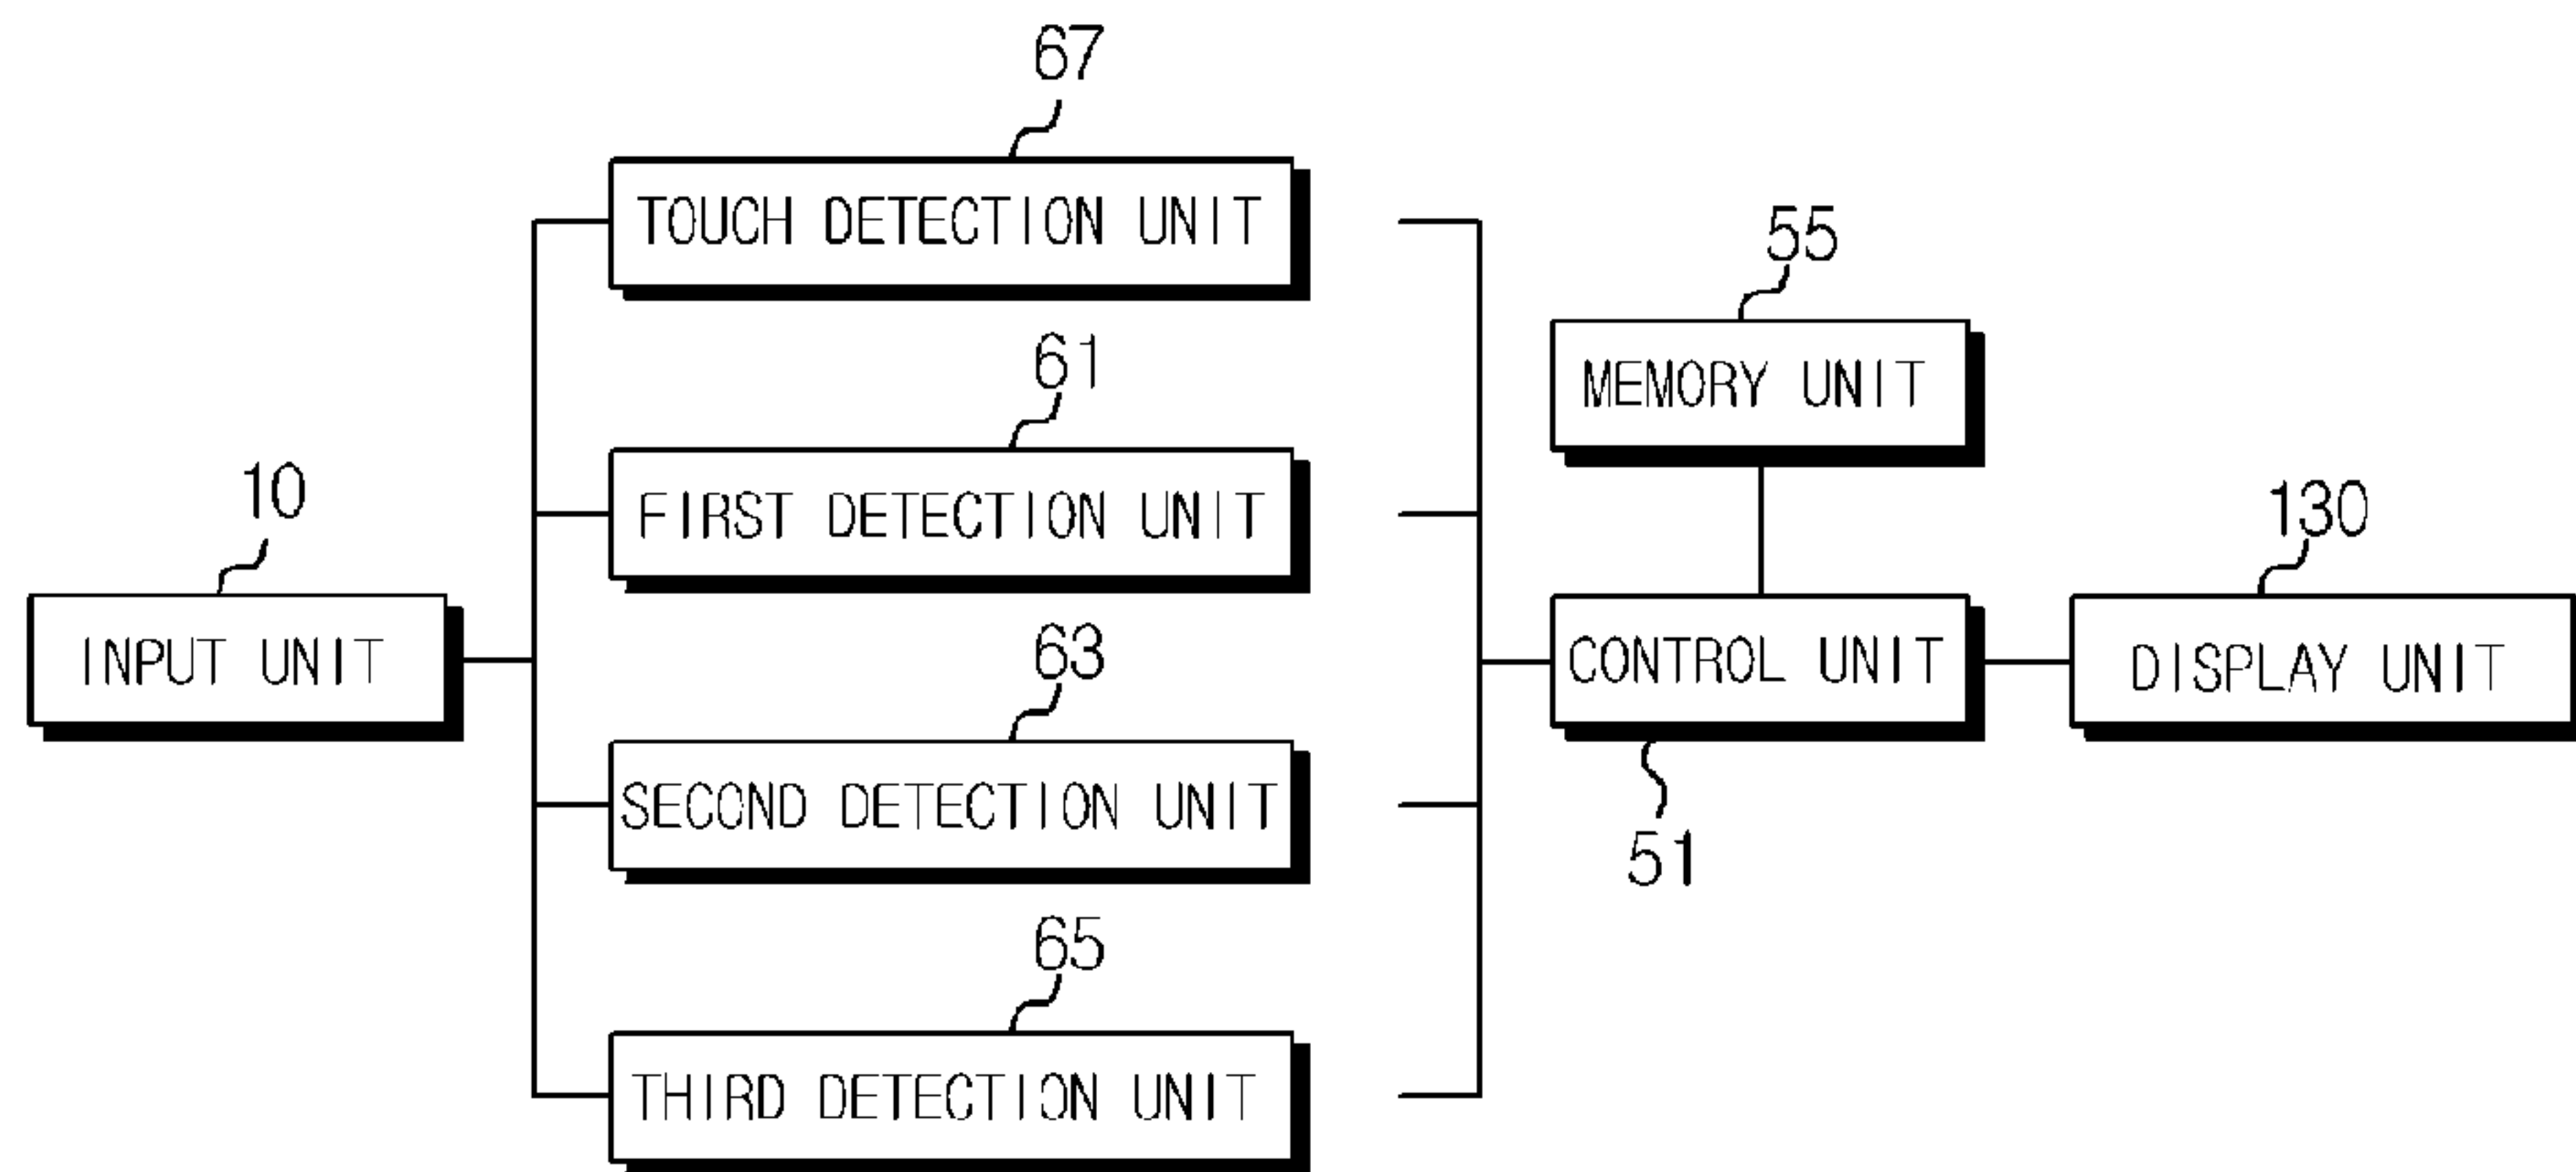 67
TOUCH DETECTION UNIT
55
61
MEMORY UNIT
10
FIRST DETECTION UNIT
130
INPUT UNIT
63
CONTROL UNIT
DISPLAY UNIT
SECOND DETECTION UNIT
51
65
THIRD DETECTION UNIT